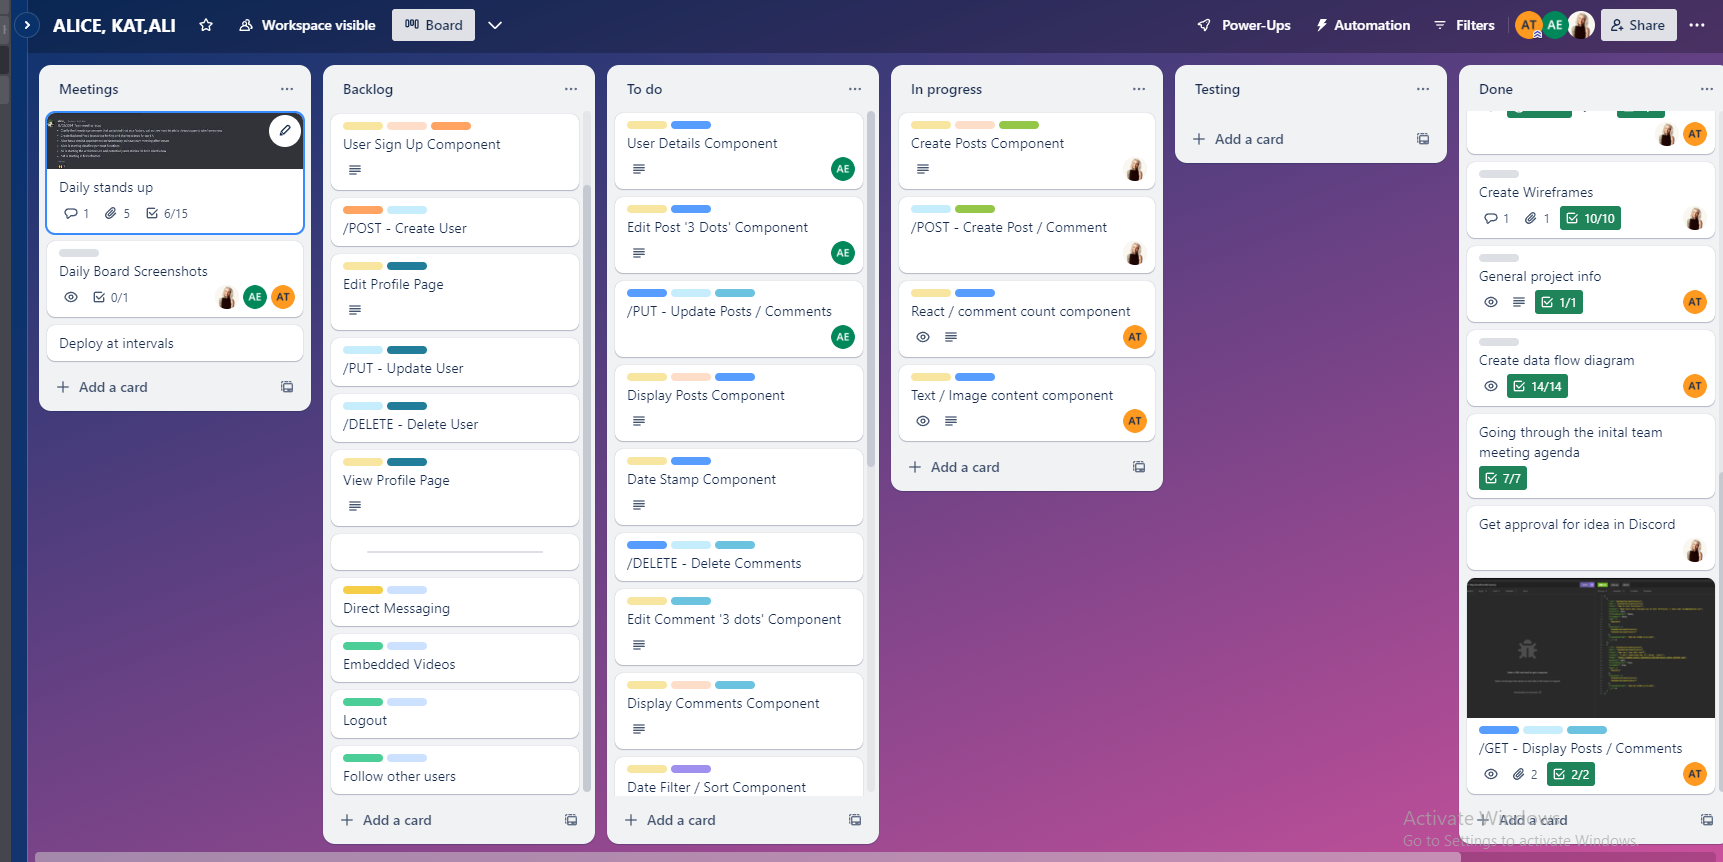 ALICE, KAT,ALI
Workspace visible
Board
Power-Ups
Automation
Filters
AT
AE
Share
Meetings
Daily stands up
1
5
6/15
Daily Board Screenshots
0/1
AE
AT
Deploy at intervals
Add a card
Backlog
User Sign Up Component
/POST - Create User
Edit Profile Page
/PUT - Update User
/DELETE - Delete User
View Profile Page
Direct Messaging
Embedded Videos
Logout
Follow other users
Add a card
To do
User Details Component
AE
Edit Post '3 Dots' Component
AE
/PUT - Update Posts / Comments
AE
Display Posts Component
Date Stamp Component
/DELETE - Delete Comments
Edit Comment '3 dots' Component
Display Comments Component
Date Filter / Sort Component
Add a card
In progress
Create Posts Component
/POST - Create Post / Comment
React / comment count component
AT
Text / Image content component
AT
Add a card
Testing
Add a card
Done
AT
Create Wireframes
1
1
10/10
General project info
1/1
AT
Create data flow diagram
14/14
AT
Going through the inital team
meeting agenda
7/7
Get approval for idea in Discord
/GET - Display Posts / Comments
2
2/2
AT
Add a card
Activate Windows
Go to Settings to activate Windows.